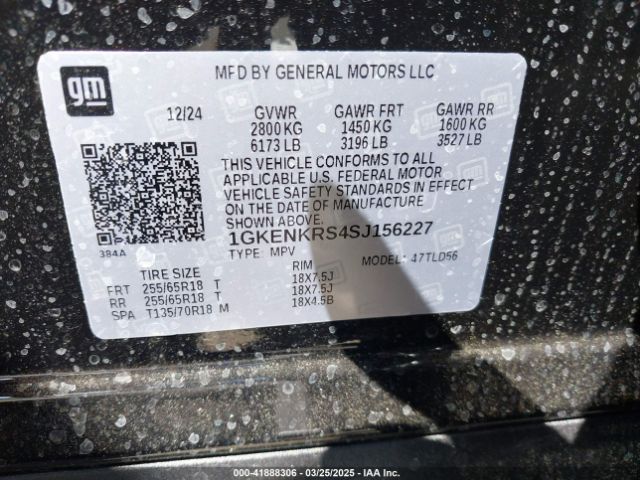 gm
MFD BY GENERAL MOTORS LLC
12/24 GVWR GAWR FRT GAWR RR
2800 KG 1450 KG 1600 KG
6173 LB 3196 LB 3527 LB
THIS VEHICLE CONFORMS TO ALL
APPLICABLE U.S. FEDERAL MOTOR
VEHICLE SAFETY STANDARDS IN EFFECT
ON THE DATE OF MANUFACTURE
SHOWN ABOVE.
1GKENKRS4SJ156227
384A TYPE: MPV MODEL: 47TLD56
TIRE SIZE RIM
FRT 255/65R18 T 18X7.5J
RR 255/65R18 T 18X7.5J
SPA T135/70R18 M 18X4.5B
000-41888306 - 03/25/2025 - IAA Inc.